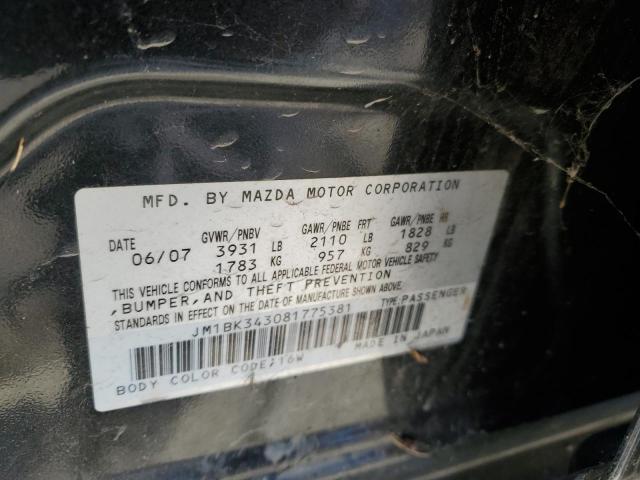 MFD. BY MAZDA MOTOR CORPORATION
DATE GVWR/PNBV GAWR/PNBE FRT GAWR/PNBE RR
06/07 3931 LB 2110 LB 1828 LB
1783 KG 957 KG 829 KG
THIS VEHICLE CONFORMS TO ALL APPLICABLE FEDERAL MOTOR VEHICLE SAFETY
,BUMPER,AND THEFT PREVENTION
STANDARDS IN EFFECT ON THE DATE OF MANUFACTURE SHOWN ABOVE.
JM1BK343081775381 TYPE:PASSENGER
BODY COLOR CODE:16W MADE IN JAPAN